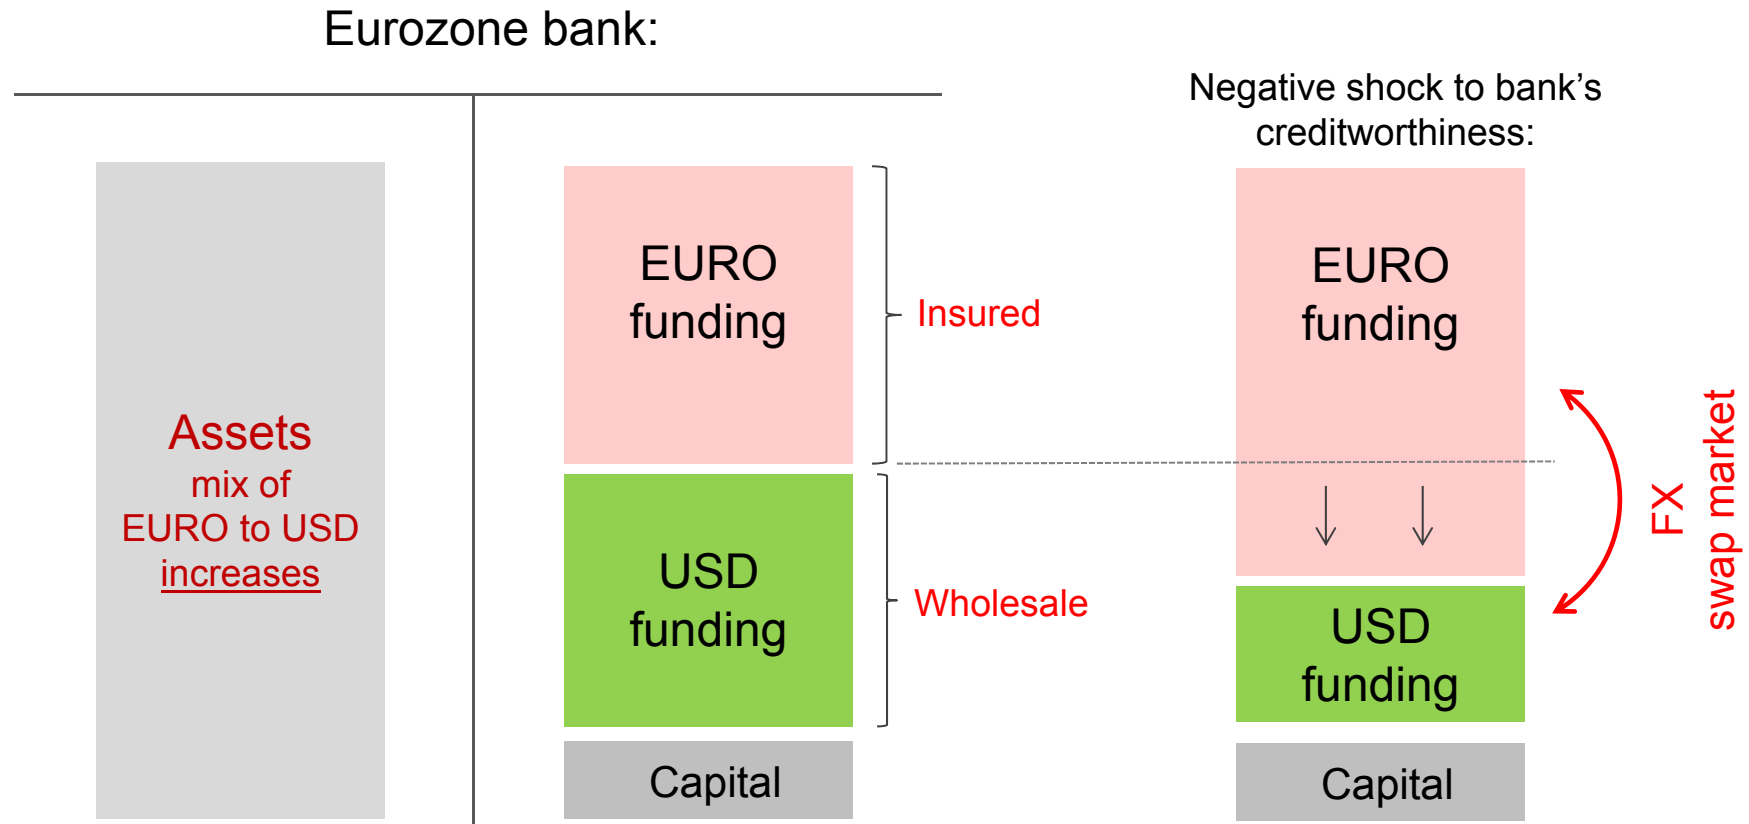 Eurozone bank:
Negative shock to bank's
creditworthiness:
Assets
mix of
EURO to USD
increases
EURO
funding
Insured
USD
funding
Wholesale
Capital
EURO
funding
USD
funding
Capital
FX
swap market